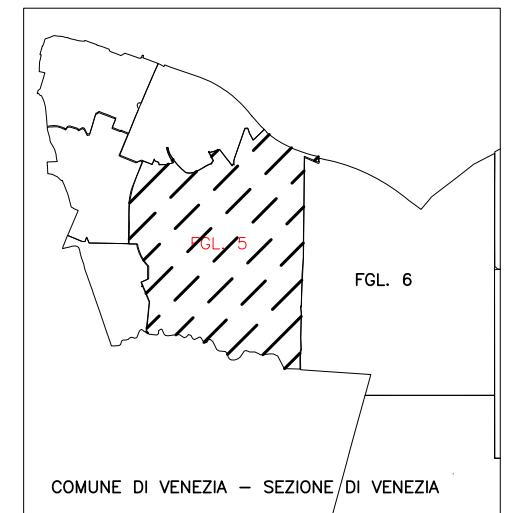 FGL. 5
FGL. 6
COMUNE DI VENEZIA – SEZIONE DI VENEZIA